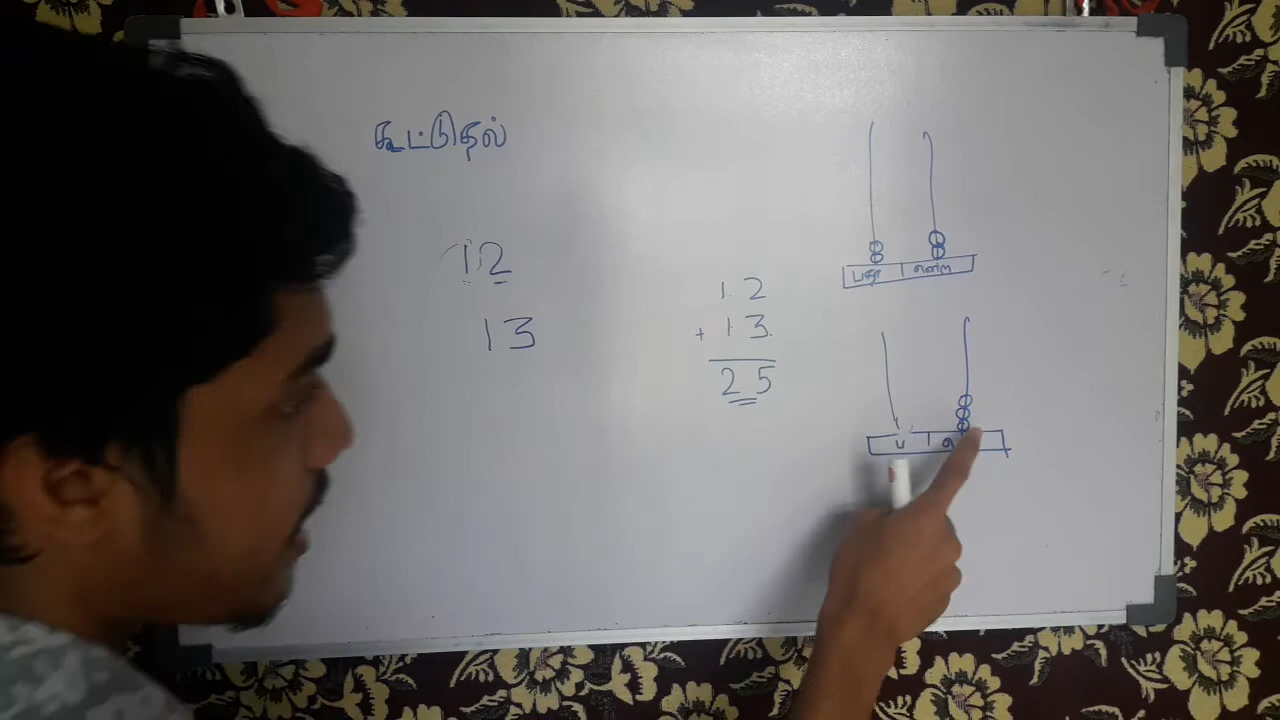 கூட்டுதல்
12
13
12
+ 13
25
பத்து ஒன்று
ப